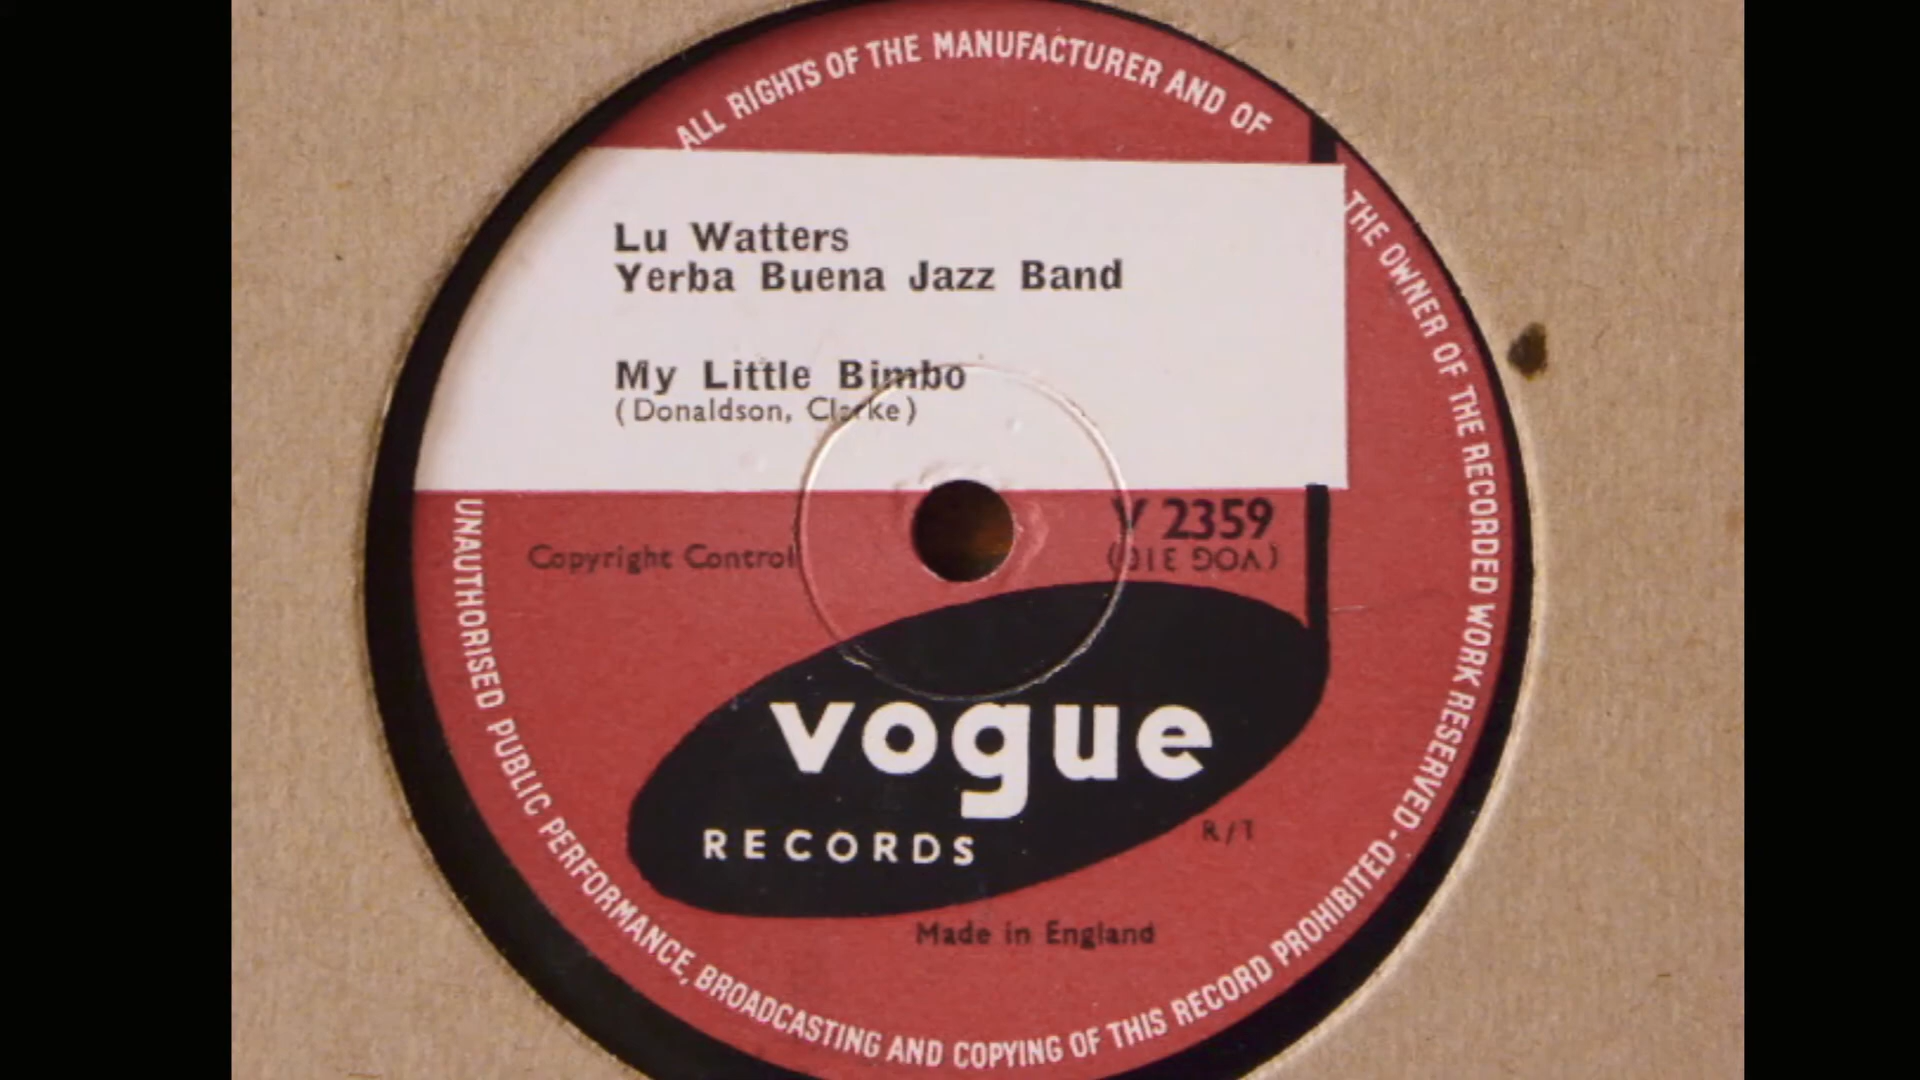 ALL RIGHTS OF THE MANUFACTURER AND OF THE OWNER OF THE RECORDED WORK RESERVED · UNAUTHORISED PUBLIC PERFORMANCE, BROADCASTING AND COPYING OF THIS RECORD PROHIBITED ·
Lu Watters
Yerba Buena Jazz Band
My Little Bimbo
(Donaldson, Clarke)
V 2359
Copyright Control
vogue
RECORDS
R/T
Made in England